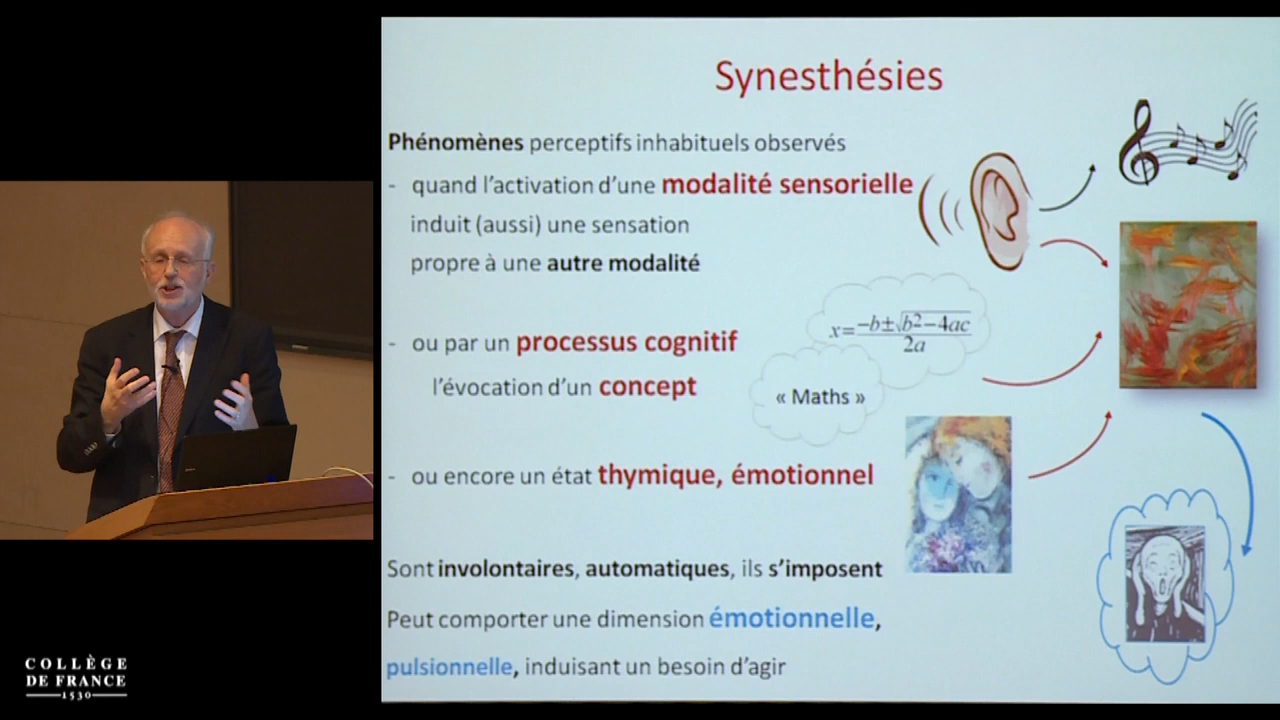 Synesthésies
Phénomènes perceptifs inhabituels observés
- quand l'activation d'une modalité sensorielle
induit (aussi) une sensation
propre à une autre modalité
x=-b±√b²-4ac
2a
- ou par un processus cognitif
l'évocation d'un concept
« Maths »
- ou encore un état thymique, émotionnel
Sont involontaires, automatiques, ils s'imposent
Peut comporter une dimension émotionnelle,
pulsionnelle, induisant un besoin d'agir
COLLÈGE
DE FRANCE
1530